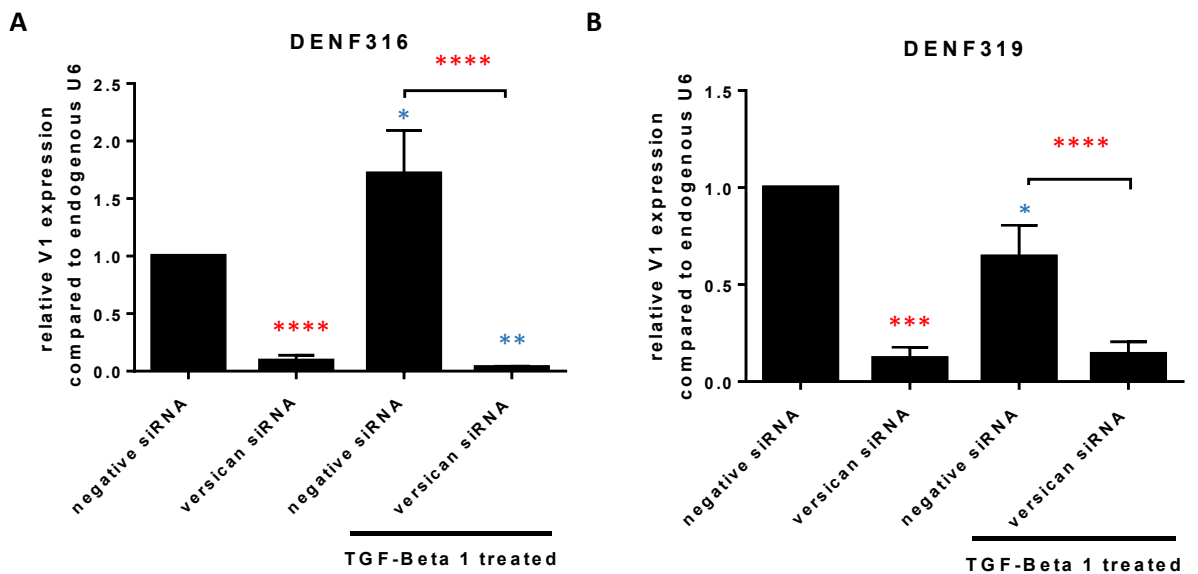 A
DENF316
relative V1 expression
compared to endogenous U6
2.5
2.0
1.5
1.0
0.5
0.0
****
*
****
**
negative siRNA
versican siRNA
negative siRNA
versican siRNA
TGF-Beta 1 treated
B
DENF319
relative V1 expression
compared to endogenous U6
1.5
1.0
0.5
0.0
****
*
***
negative siRNA
versican siRNA
negative siRNA
versican siRNA
TGF-Beta 1 treated